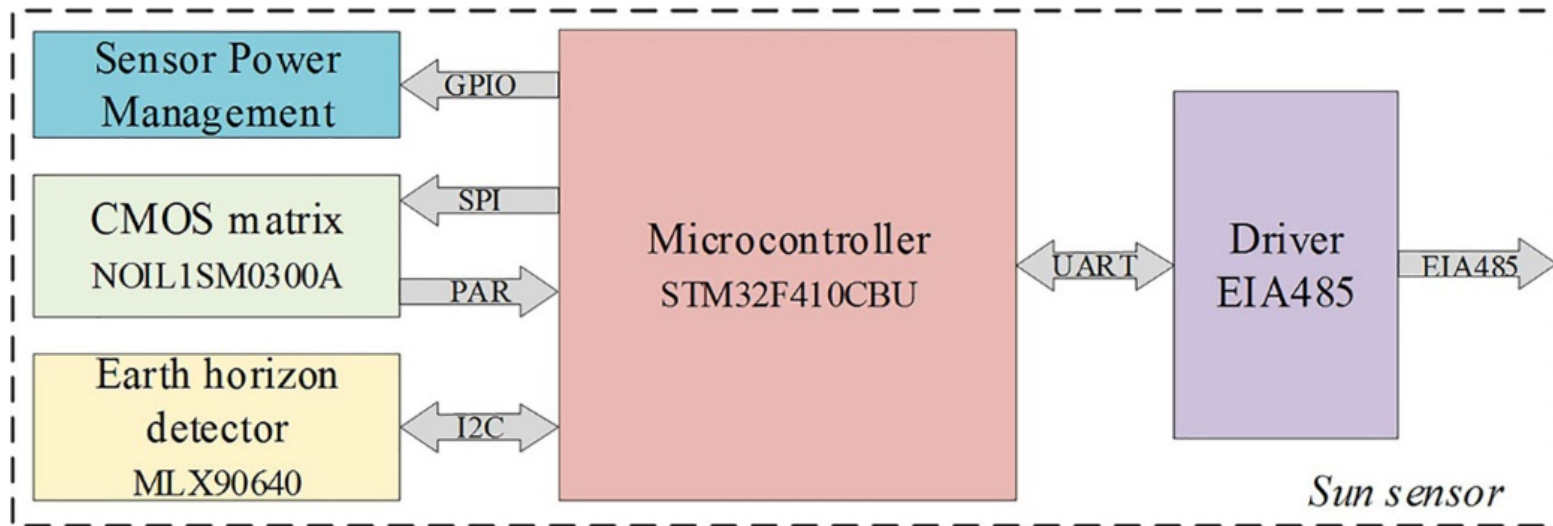 Sensor Power
Management
GPIO
CMOS matrix
NOIL1SM0300A
SPI
PAR
Earth horizon
detector
MLX90640
I2C
Microcontroller
STM32F410CBU
UART
Driver
EIA485
EIA485
Sun sensor